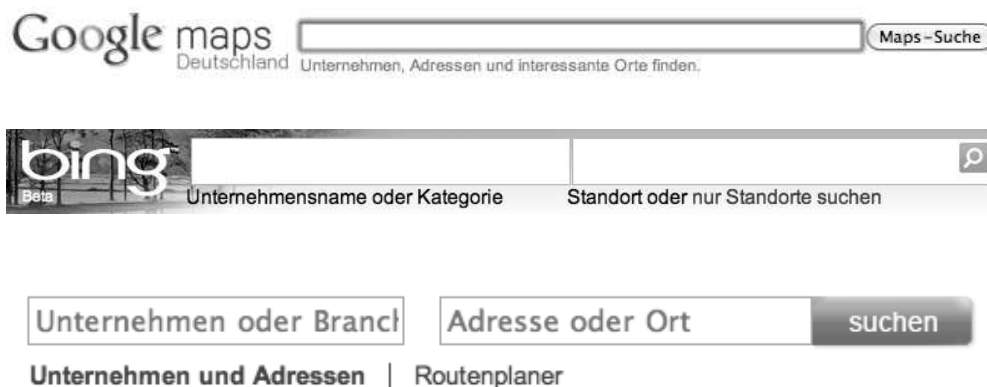 Google maps
Deutschland
Maps-Suche
Unternehmen, Adressen und interessante Orte finden.
bing
Beta
Unternehmensname oder Kategorie
Standort oder nur Standorte suchen
Unternehmen oder Branch
Adresse oder Ort
suchen
Unternehmen und Adressen | Routenplaner